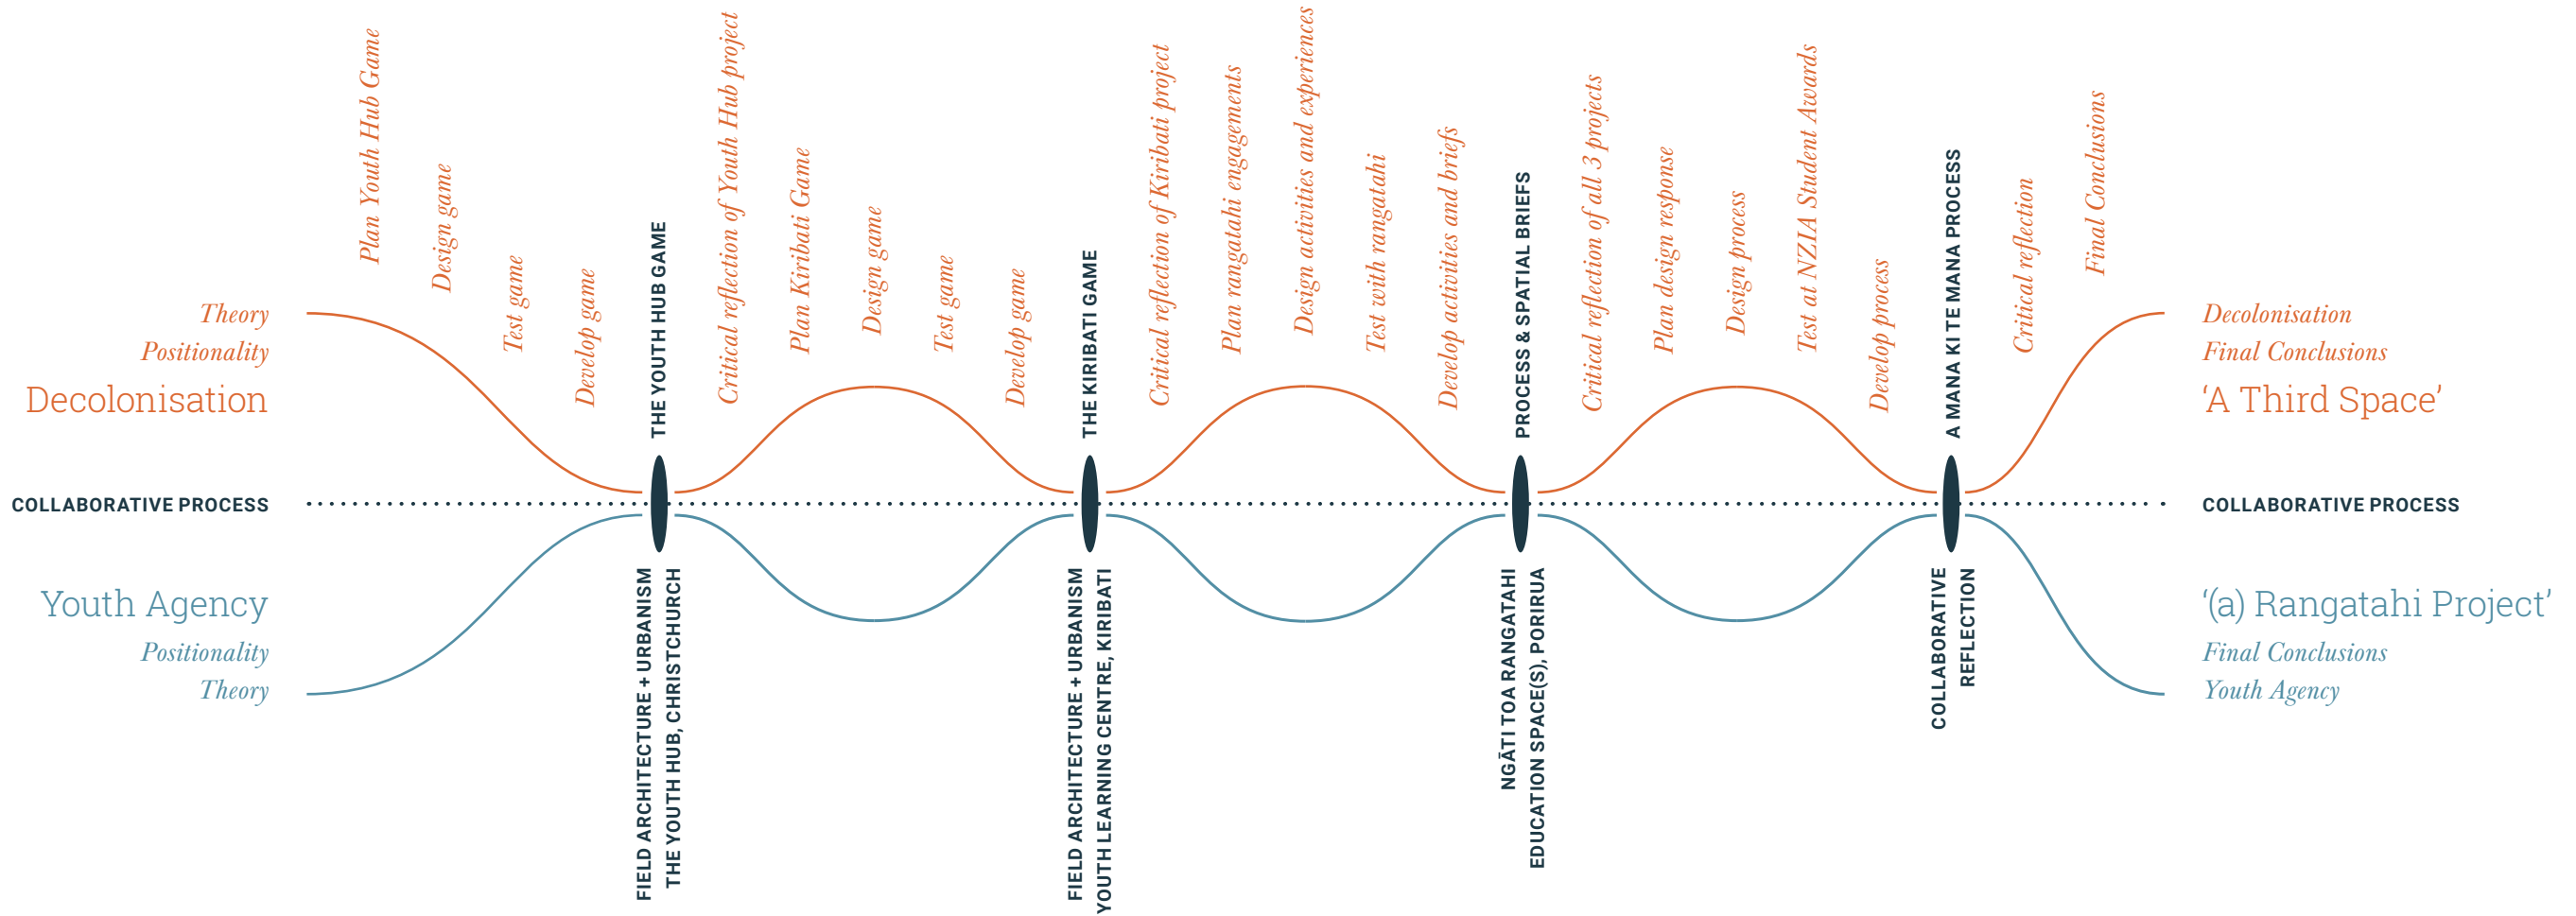 Theory
Positionality
Decolonisation
COLLABORATIVE PROCESS
Youth Agency
Positionality
Theory
Plan Youth Hub Game
Design game
Test game
Develop game
THE YOUTH HUB GAME
FIELD ARCHITECTURE + URBANISM
THE YOUTH HUB, CHRISTCHURCH
Critical reflection of Youth Hub project
Plan Kiribati Game
Design game
Test game
Develop game
THE KIRIBATI GAME
FIELD ARCHITECTURE + URBANISM
YOUTH LEARNING CENTRE, KIRIBATI
Critical reflection of Kiribati project
Plan rangatahi engagements
Design activities and experiences
Test with rangatahi
Develop activities and briefs
PROCESS & SPATIAL BRIEFS
NGĀTI TOA RANGATAHI
EDUCATION SPACE(S), PORIRUA
Critical reflection of all 3 projects
Plan design response
Design process
Test at NZIA Student Awards
Develop process
A MANA KI TE MANA PROCESS
COLLABORATIVE
REFLECTION
Critical reflection
Final Conclusions
Decolonisation
Final Conclusions
‘A Third Space’
COLLABORATIVE PROCESS
‘(a) Rangatahi Project’
Final Conclusions
Youth Agency